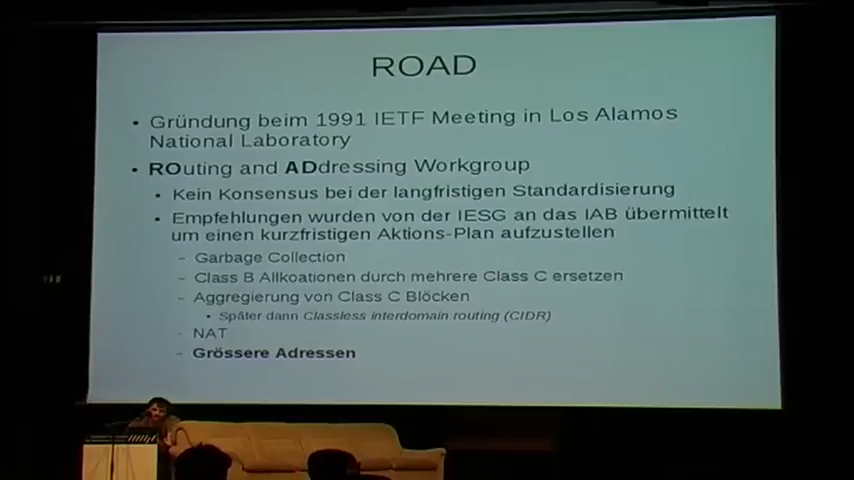 ROAD
• Gründung beim 1991 IETF Meeting in Los Alamos
National Laboratory
• ROuting and ADdressing Workgroup
• Kein Konsensus bei der langfristigen Standardisierung
• Empfehlungen wurden von der IESG an das IAB übermittelt
um einen kurzfristigen Aktions-Plan aufzustellen
– Garbage Collection
– Class B Allkoationen durch mehrere Class C ersetzen
– Aggregierung von Class C Blöcken
• Später dann Classless interdomain routing (CIDR)
– NAT
– Grössere Adressen